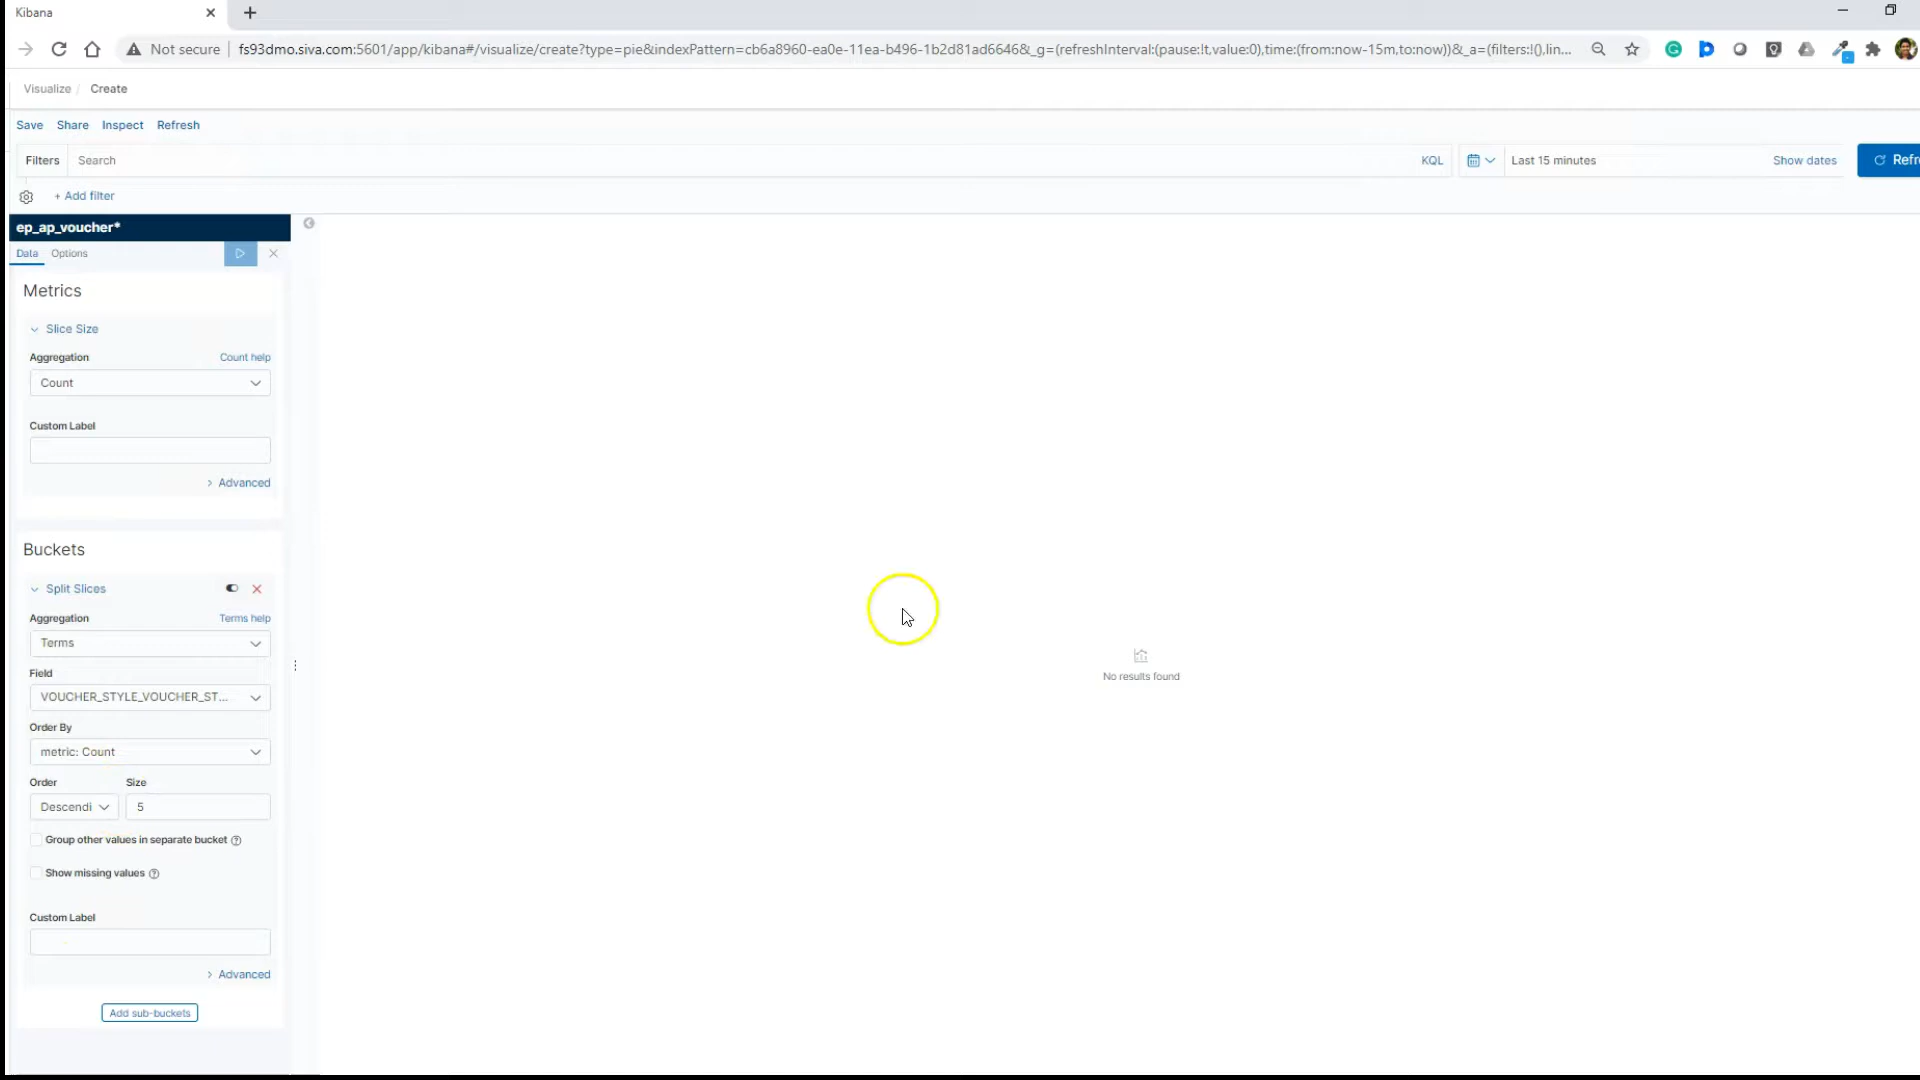 Kibana
Not secure
fs93dmo.siva.com:5601/app/kibana#/visualize/create?type=pie&indexPattern=cb6a8960-ea0e-11ea-b496-1b2d81ad6646&_g=(refreshInterval:(pause:!t,value:0),time:(from:now-15m,to:now))&_a=(filters:!(),lin...
Visualize / Create
Save Share Inspect Refresh
Filters Search KQL Last 15 minutes Show dates Refr
+ Add filter
ep_ap_voucher*
Data Options
Metrics
Slice Size
Aggregation Count help
Count
Custom Label
Advanced
Buckets
Split Slices
Aggregation Terms help
Terms
Field
VOUCHER_STYLE_VOUCHER_ST...
Order By
metric: Count
Order Size
Descendi 5
Group other values in separate bucket
Show missing values
Custom Label
Advanced
Add sub-buckets
No results found